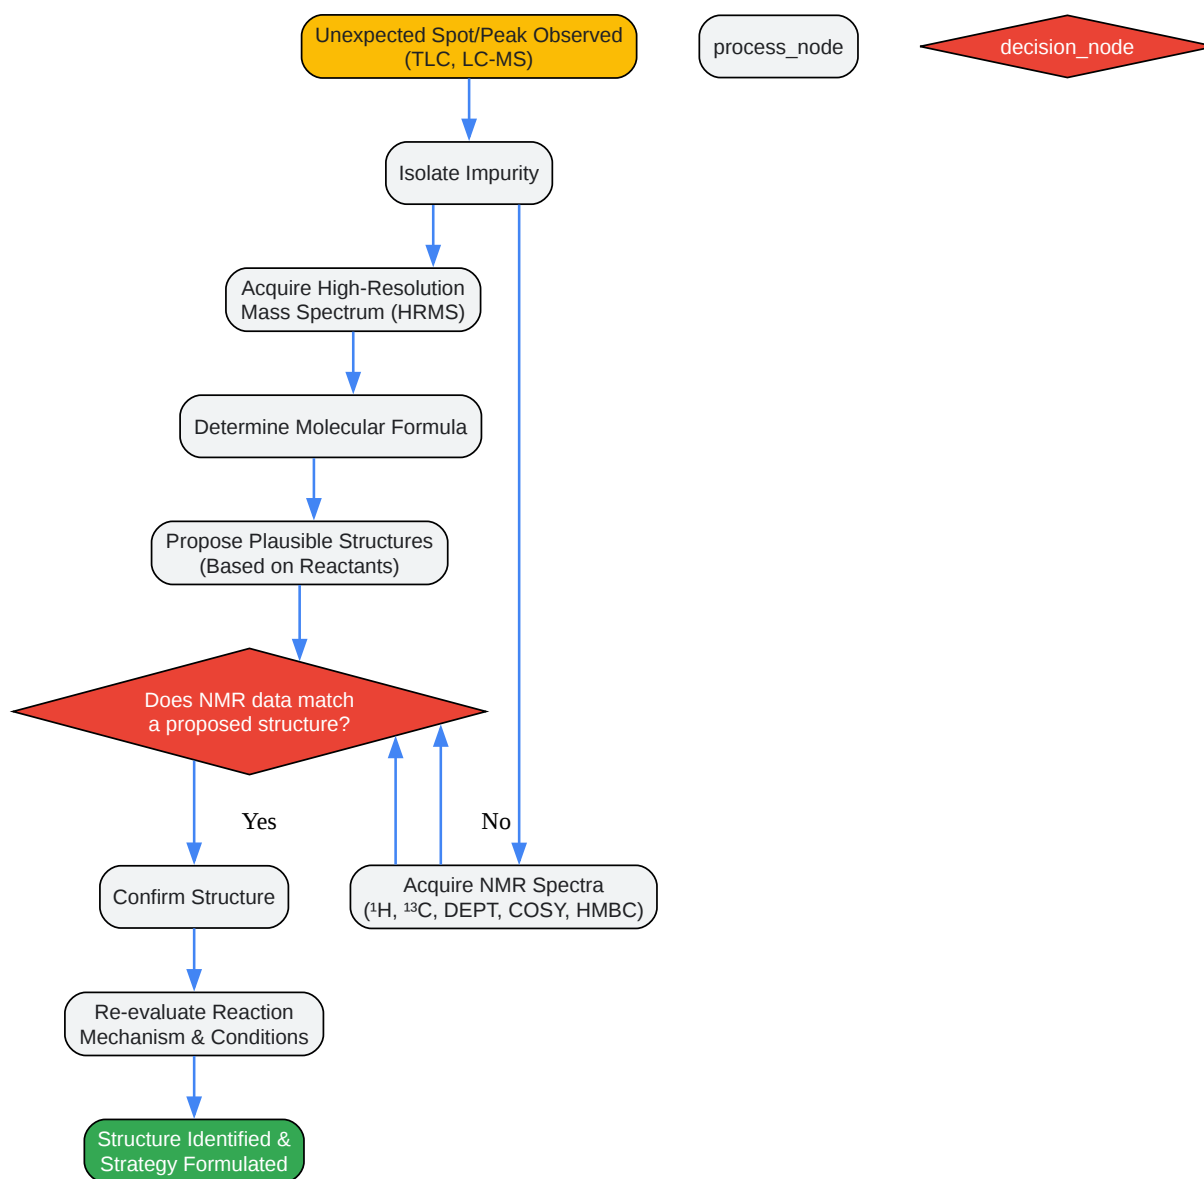 Unexpected Spot/Peak Observed
(TLC, LC-MS)
process_node
decision_node
Isolate Impurity
Acquire High-Resolution
Mass Spectrum (HRMS)
Determine Molecular Formula
Propose Plausible Structures
(Based on Reactants)
Does NMR data match
a proposed structure?
Yes
No
Confirm Structure
Acquire NMR Spectra
(¹H, ¹³C, DEPT, COSY, HMBC)
Re-evaluate Reaction
Mechanism & Conditions
Structure Identified &
Strategy Formulated